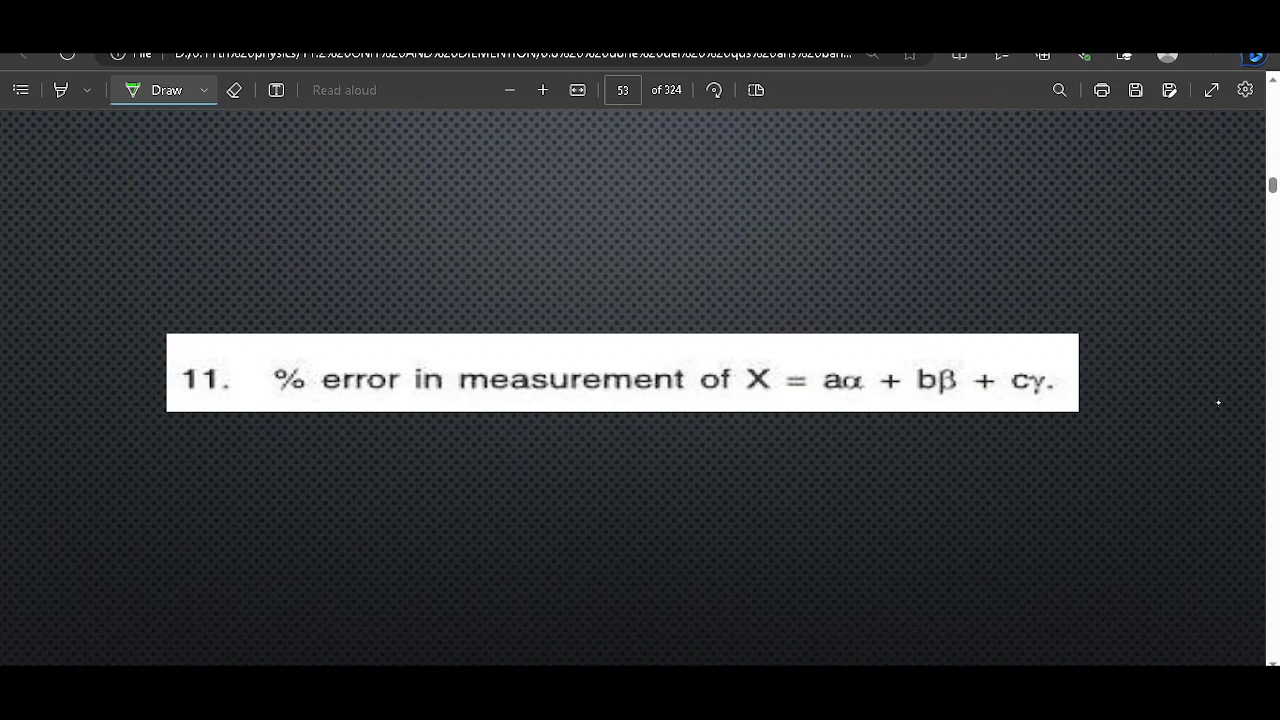 Draw
Read aloud
53 of 324
11. % error in measurement of X = aα + bβ + cγ.